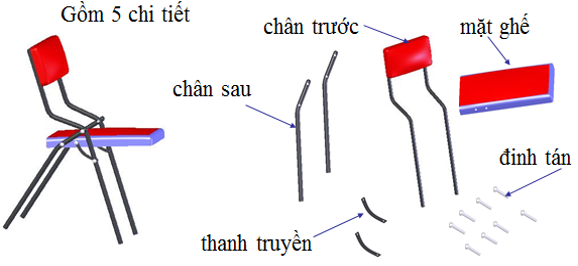 Gồm 5 chi tiết
chân trước
mặt ghế
chân sau
đinh tán
thanh truyền